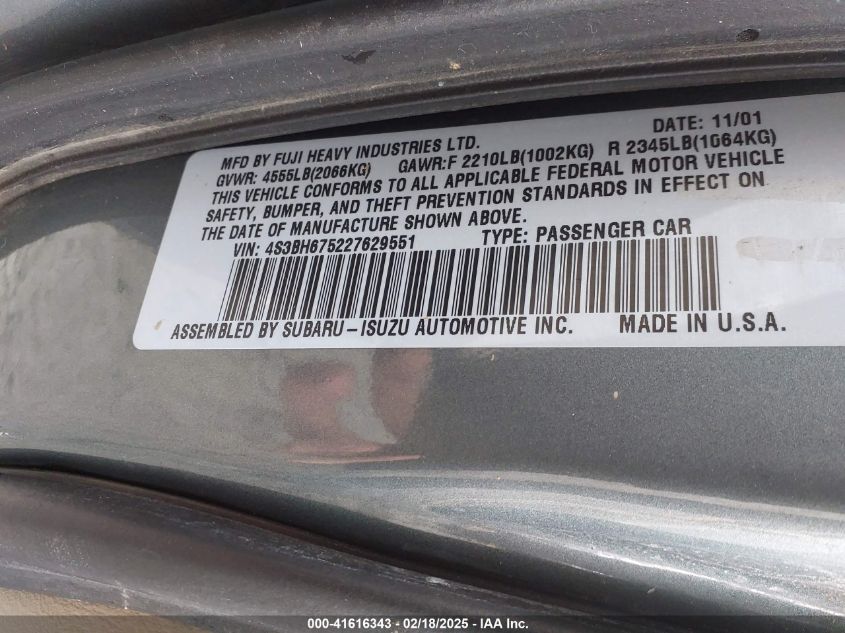 MFD BY FUJI HEAVY INDUSTRIES LTD. DATE: 11/01
GVWR: 4555LB(2066KG) GAWR:F 2210LB(1002KG) R 2345LB(1064KG)
THIS VEHICLE CONFORMS TO ALL APPLICABLE FEDERAL MOTOR VEHICLE
SAFETY, BUMPER, AND THEFT PREVENTION STANDARDS IN EFFECT ON
THE DATE OF MANUFACTURE SHOWN ABOVE.
VIN: 4S3BH675227629551 TYPE: PASSENGER CAR
ASSEMBLED BY SUBARU-ISUZU AUTOMOTIVE INC. MADE IN U.S.A.
000-41616343 - 02/18/2025 - IAA Inc.